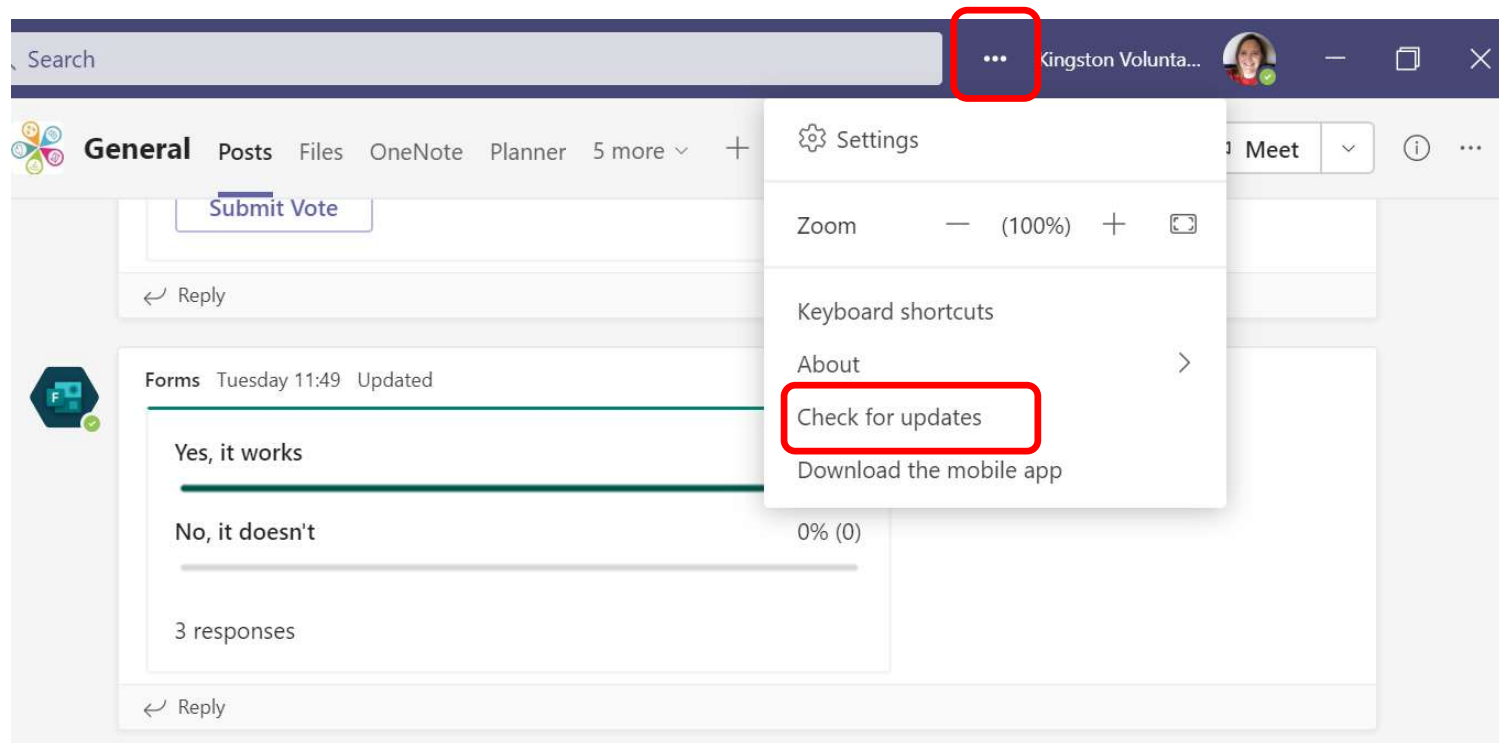 Search
Kingston Volunta...
General Posts Files OneNote Planner 5 more
Meet
Settings
Submit Vote
Zoom (100%)
Reply
Keyboard shortcuts
About
Check for updates
Download the mobile app
Forms Tuesday 11:49 Updated
F
Yes, it works
No, it doesn't 0% (0)
3 responses
Reply